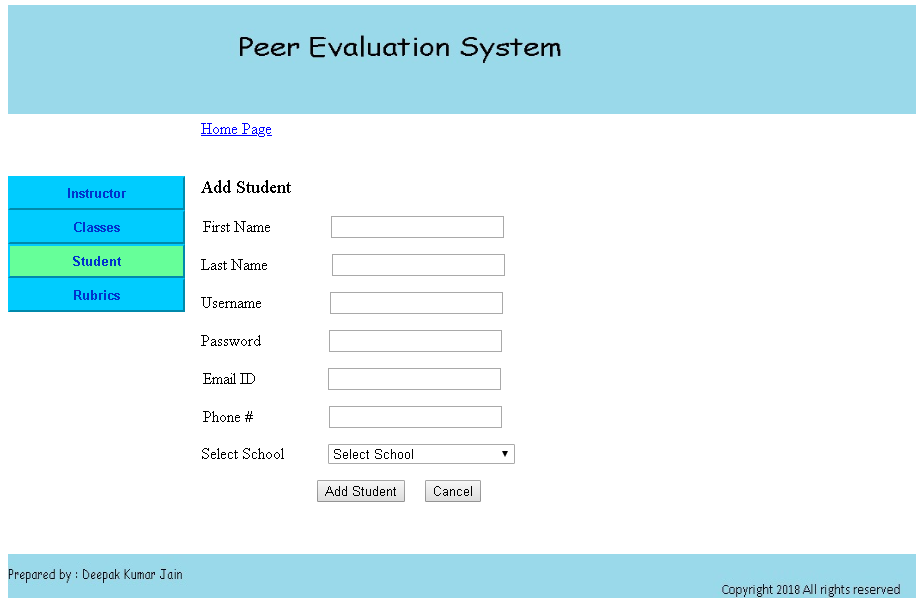 Peer Evaluation System
Home Page
Instructor
Classes
Student
Rubrics
Add Student
First Name
Last Name
Username
Password
Email ID
Phone #
Select School Select School
Add Student Cancel
Prepared by : Deepak Kumar Jain
Copyright 2018 All rights reserved